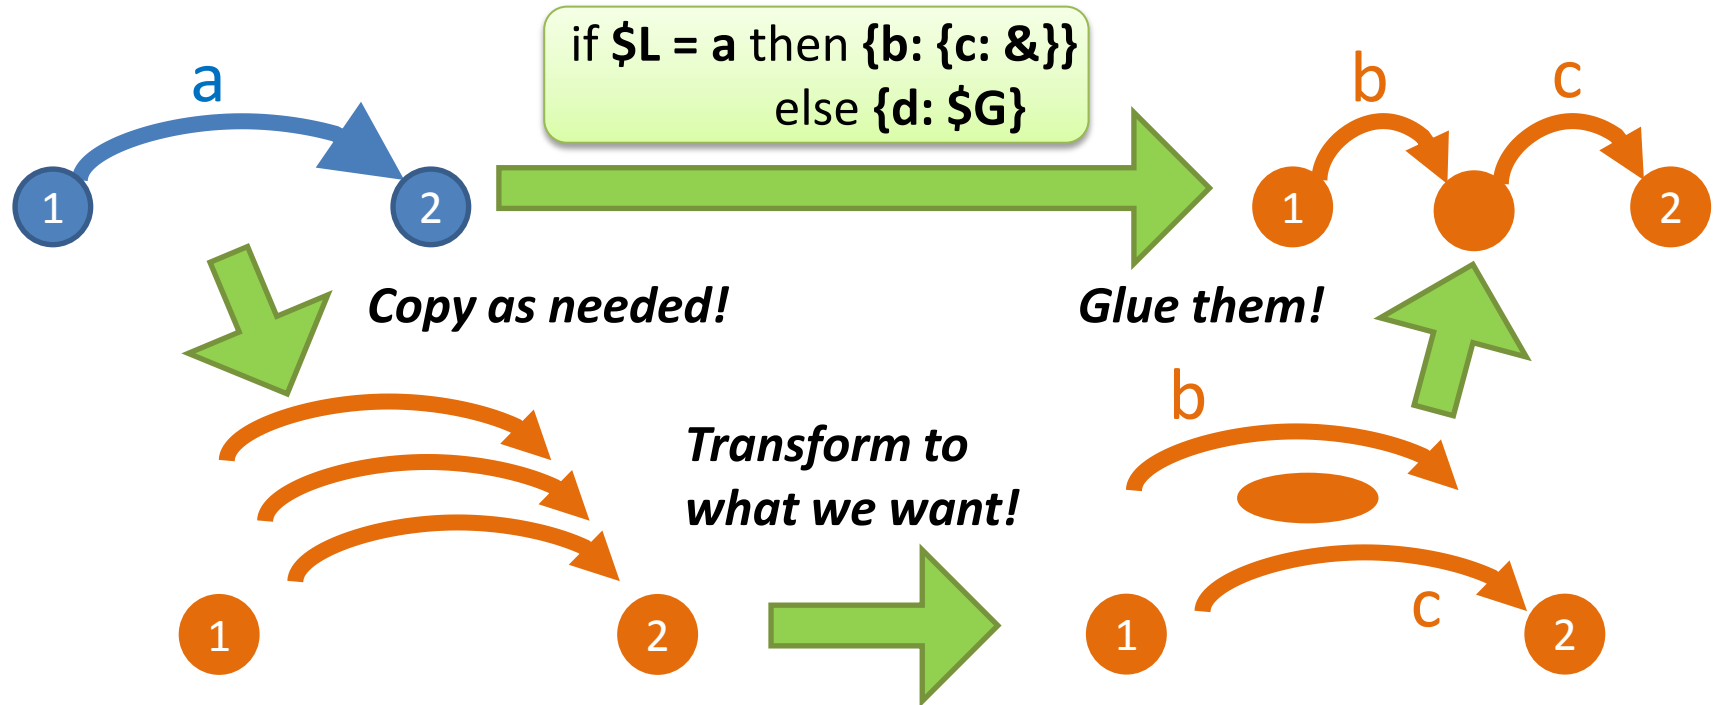 if $L = a then {b: {c: &}}
else {d: $G}
a
1
2
b
c
1
2
Copy as needed!
Glue them!
Transform to
what we want!
1
2
b
c
1
2